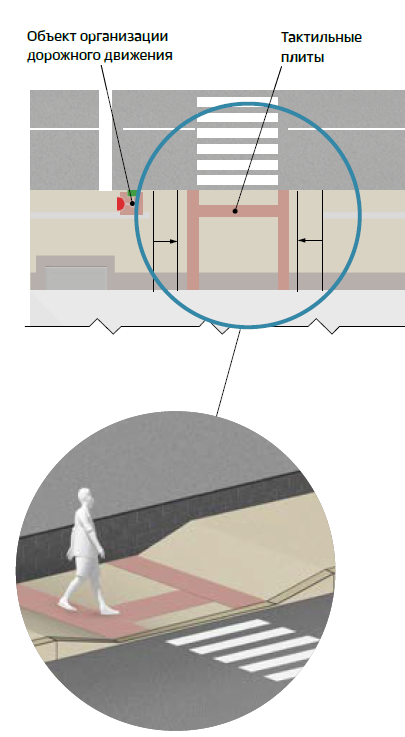 Объект организации
дорожного движения
Тактильные
плиты